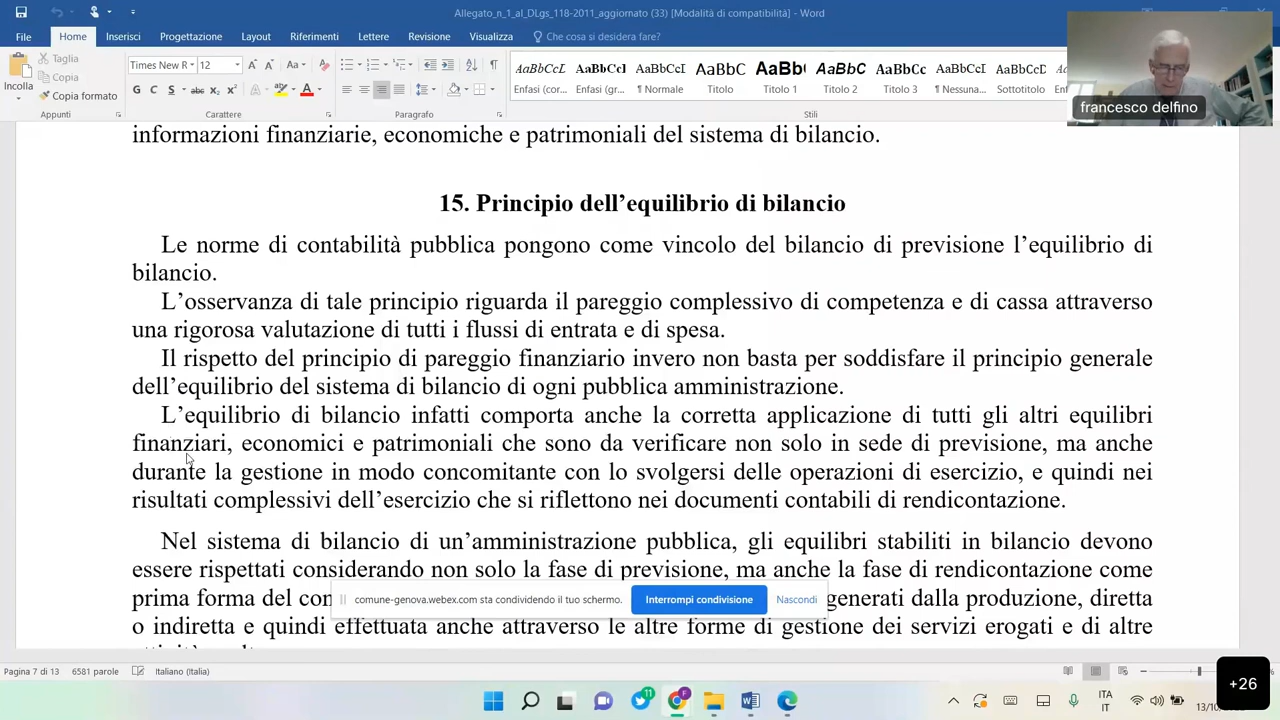 Allegato_n_1_al_DLgs_118-2011_aggiornato (33) [Modalità di compatibilità] - Word
File Home Inserisci Progettazione Layout Riferimenti Lettere Revisione Visualizza Che cosa si desidera fare?
Incolla
Taglia
Copia
Copia formato
Appunti
Times New R 12
G C S abc x₂ x²
Carattere
Paragrafo
AaBbCcL AaBbCcI AaBbCcI AaBbC AaBb AaBbC AaBbCc AaBbCcL AaBbCcD
Enfasi (cor... Enfasi (gr... ¶ Normale Titolo Titolo 1 Titolo 2 Titolo 3 ¶ Nessuna... Sottotitolo
Stili
francesco delfino
informazioni finanziarie, economiche e patrimoniali del sistema di bilancio.
15. Principio dell’equilibrio di bilancio
Le norme di contabilità pubblica pongono come vincolo del bilancio di previsione l’equilibrio di
bilancio.
L’osservanza di tale principio riguarda il pareggio complessivo di competenza e di cassa attraverso
una rigorosa valutazione di tutti i flussi di entrata e di spesa.
Il rispetto del principio di pareggio finanziario invero non basta per soddisfare il principio generale
dell’equilibrio del sistema di bilancio di ogni pubblica amministrazione.
L’equilibrio di bilancio infatti comporta anche la corretta applicazione di tutti gli altri equilibri
finanziari, economici e patrimoniali che sono da verificare non solo in sede di previsione, ma anche
durante la gestione in modo concomitante con lo svolgersi delle operazioni di esercizio, e quindi nei
risultati complessivi dell’esercizio che si riflettono nei documenti contabili di rendicontazione.
Nel sistema di bilancio di un’amministrazione pubblica, gli equilibri stabiliti in bilancio devono
essere rispettati considerando non solo la fase di previsione, ma anche la fase di rendicontazione come
prima forma del generati dalla produzione, diretta
o indiretta e quindi effettuata anche attraverso le altre forme di gestione dei servizi erogati e di altre
comune-genova.webex.com sta condividendo il tuo schermo. Interrompi condivisione Nascondi
Pagina 7 di 13 6581 parole Italiano (Italia)
+26
11
ITA
IT
13/10/